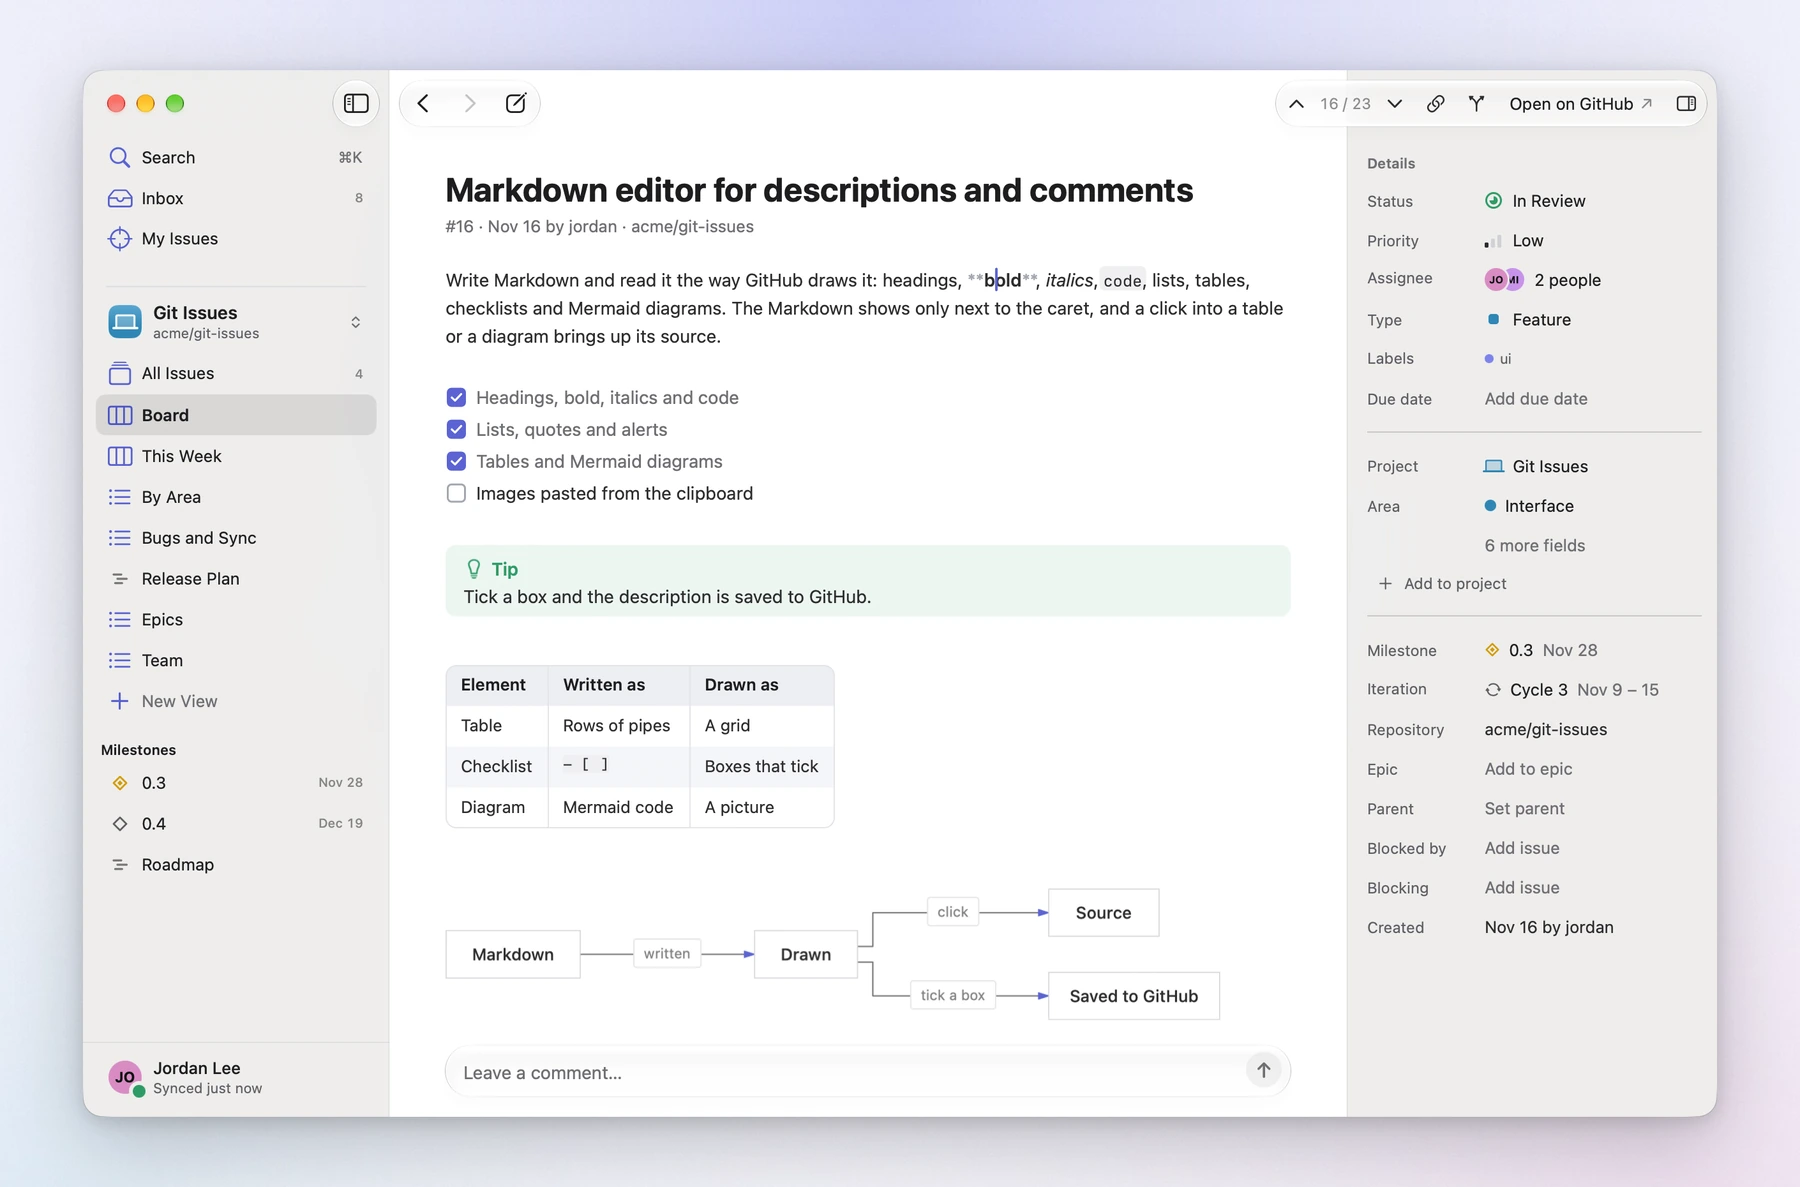 Search ⌘K
Inbox 8
My Issues
Git Issues
acme/git-issues
All Issues 4
Board
This Week
By Area
Bugs and Sync
Release Plan
Epics
Team
New View
Milestones
0.3 Nov 28
0.4 Dec 19
Roadmap
JO
Jordan Lee
Synced just now
16 / 23
Open on GitHub ↗
Markdown editor for descriptions and comments
#16 · Nov 16 by jordan · acme/git-issues
Write Markdown and read it the way GitHub draws it: headings, **bold**, italics, code, lists, tables,
checklists and Mermaid diagrams. The Markdown shows only next to the caret, and a click into a table
or a diagram brings up its source.
Headings, bold, italics and code
Lists, quotes and alerts
Tables and Mermaid diagrams
Images pasted from the clipboard
Tip
Tick a box and the description is saved to GitHub.
Element Written as Drawn as
Table Rows of pipes A grid
Checklist - [ ] Boxes that tick
Diagram Mermaid code A picture
Markdown
written
Drawn
click
Source
tick a box
Saved to GitHub
Leave a comment...
Details
Status In Review
Priority Low
Assignee JO MI 2 people
Type Feature
Labels ui
Due date Add due date
Project Git Issues
Area Interface
6 more fields
Add to project
Milestone 0.3 Nov 28
Iteration Cycle 3 Nov 9 – 15
Repository acme/git-issues
Epic Add to epic
Parent Set parent
Blocked by Add issue
Blocking Add issue
Created Nov 16 by jordan